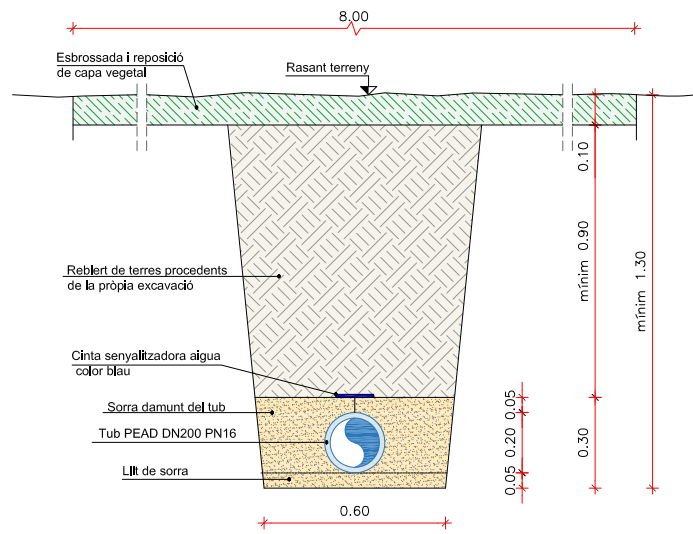 8.00
Esbrossada i reposició
de capa vegetal
Rasant terreny
0.10
mínim 0.90
mínim 1.30
Reblert de terres procedents
de la pròpia excavació
Cinta senyalitzadora aigua
color blau
Sorra damunt del tub
Tub PEAD DN200 PN16
Llit de sorra
0.05
0.20
0.05
0.30
0.60